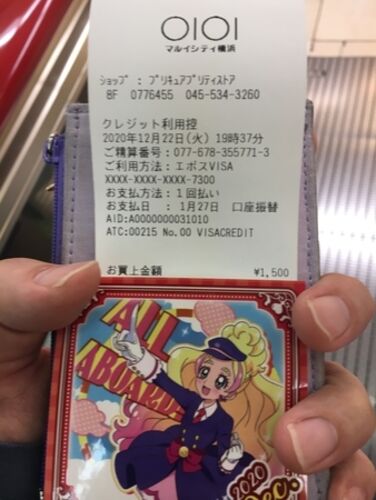 OIOI
マルイシティ横浜
ショップ : プリキュアプリティストア
8F 0776455 045-534-3260
クレジット利用控
2020年12月22日(火) 19時37分
ご精算番号:077-678-355771-3
ご利用方法:エポスVISA
XXXX-XXXX-XXXX-7300
お支払方法:1回払い
お支払日 : 1月27日 口座振替
AID:A0000000031010
ATC:00215 No.00 VISACREDIT
お買上金額 ¥1,500
ALL
ABOARD
2020
Dec.